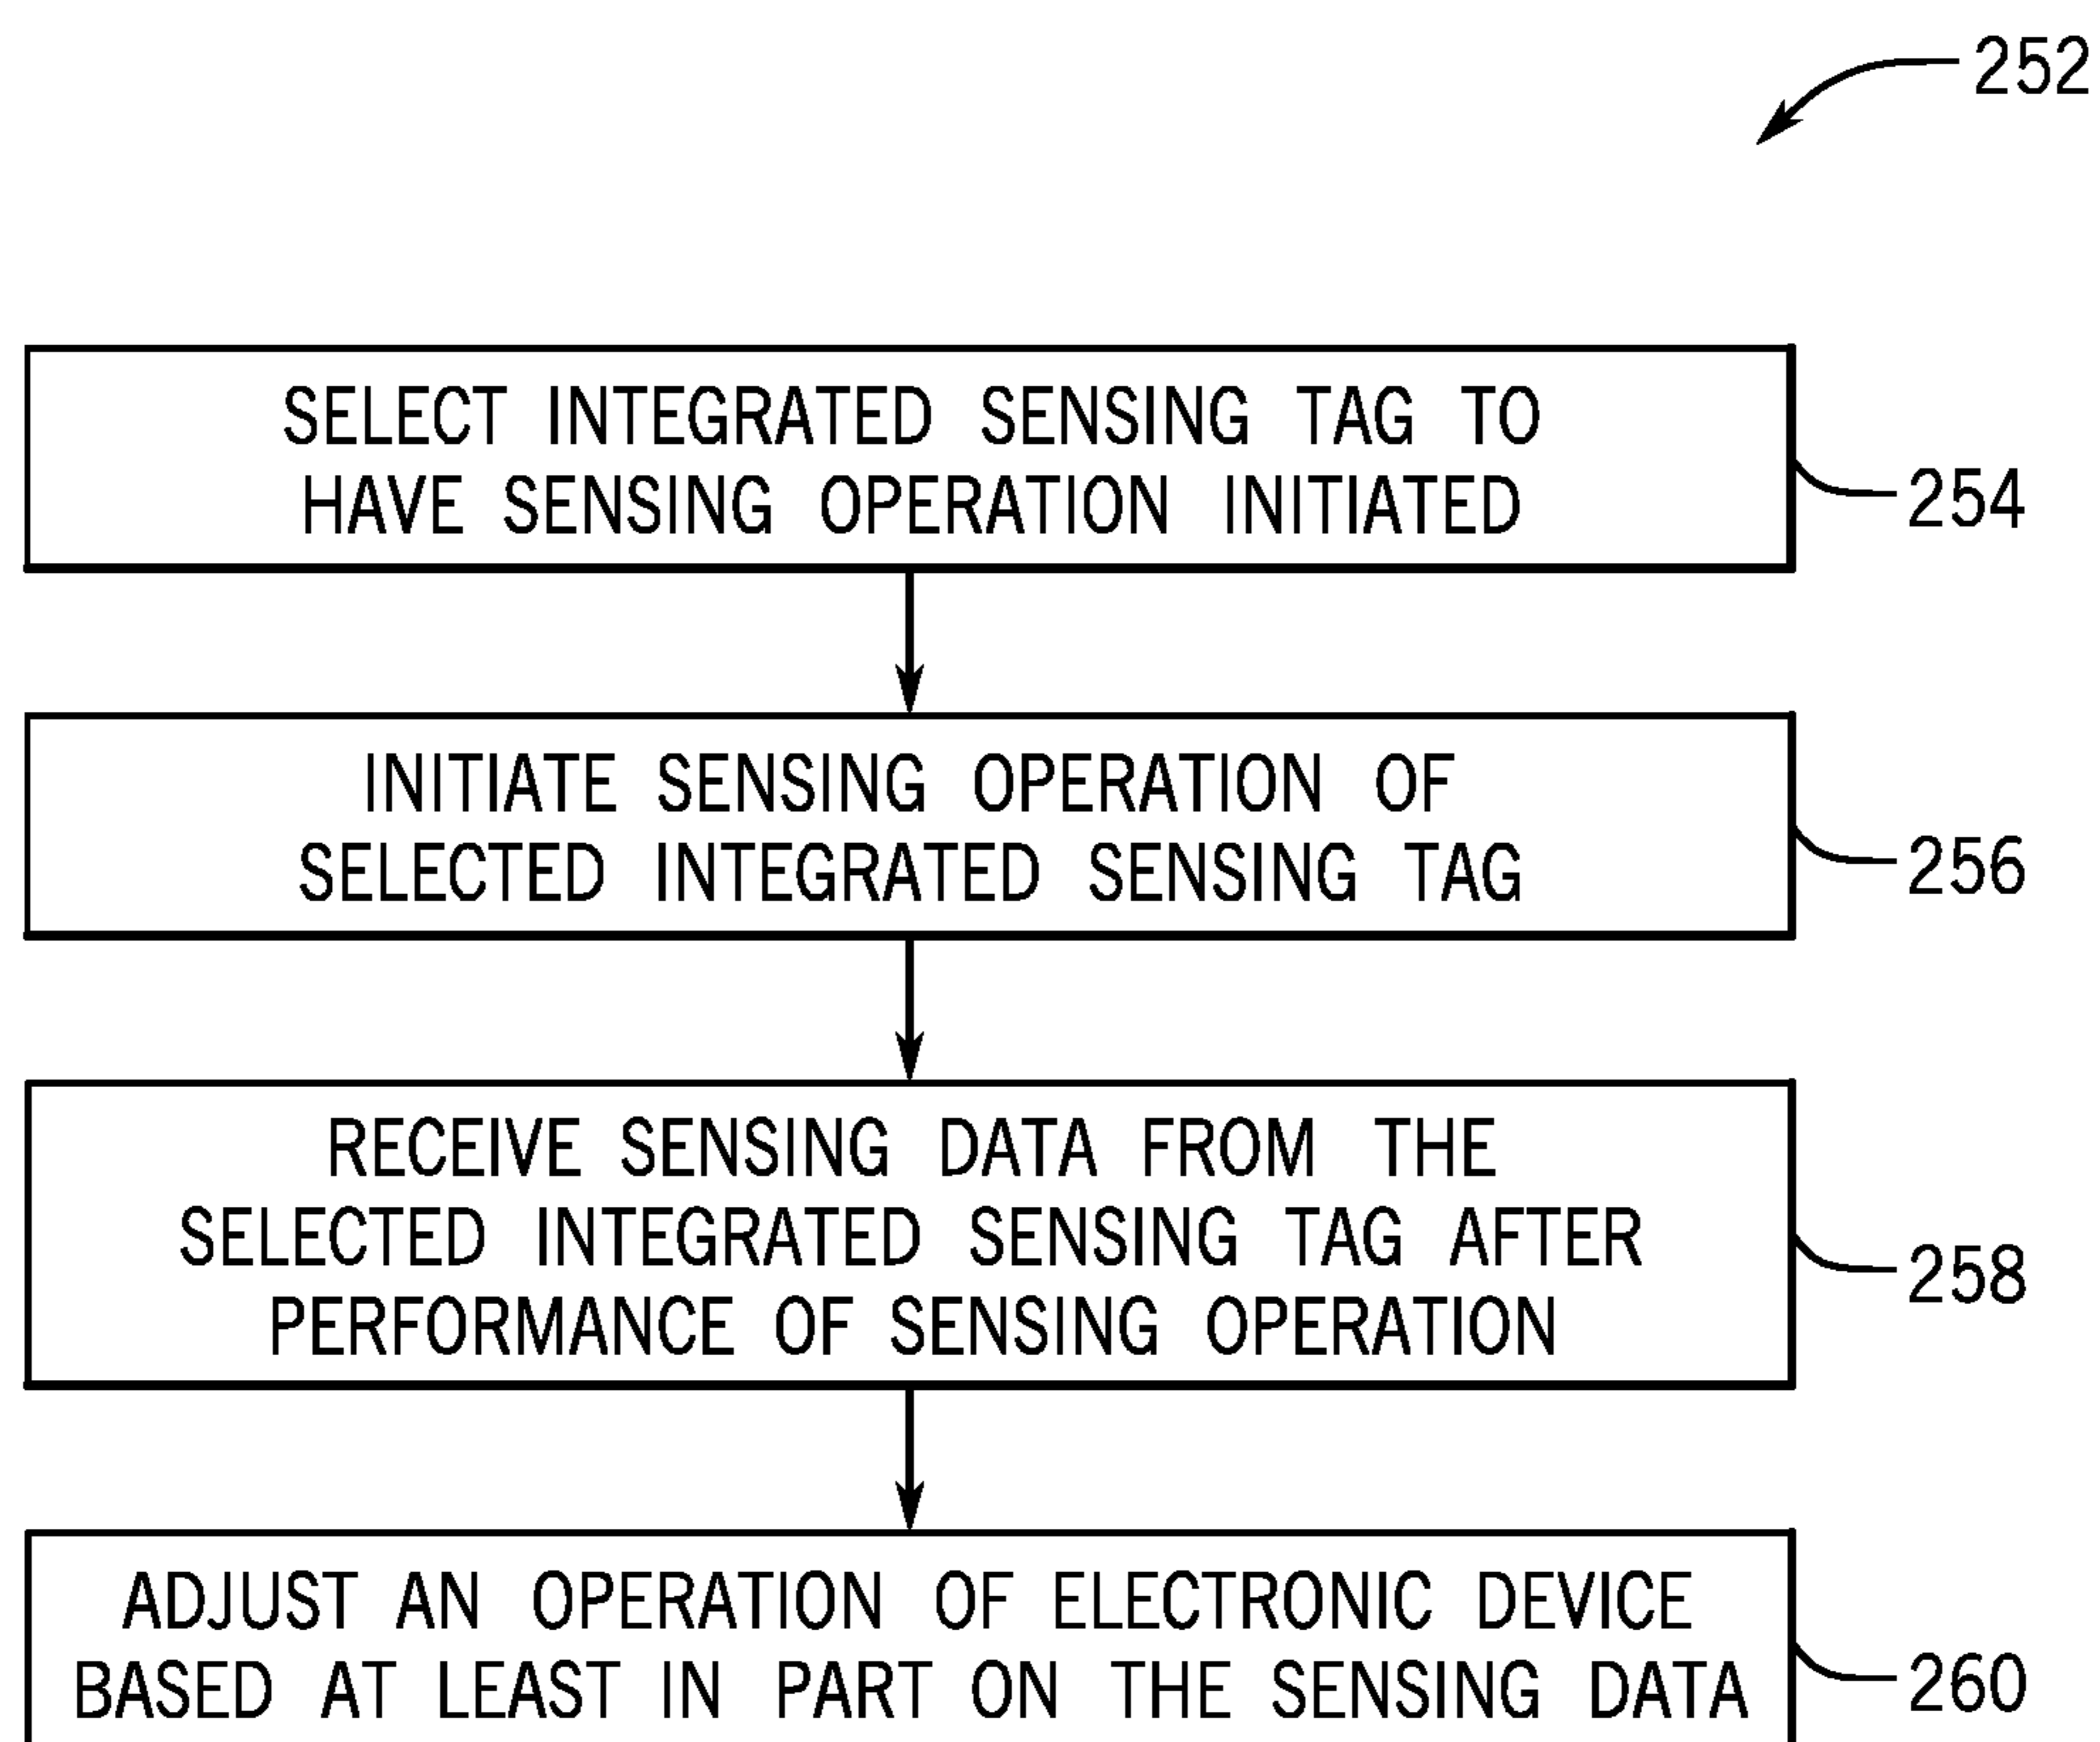 252
SELECT INTEGRATED SENSING TAG TO
HAVE SENSING OPERATION INITIATED
254
INITIATE SENSING OPERATION OF
SELECTED INTEGRATED SENSING TAG
256
RECEIVE SENSING DATA FROM THE
SELECTED INTEGRATED SENSING TAG AFTER
PERFORMANCE OF SENSING OPERATION
258
ADJUST AN OPERATION OF ELECTRONIC DEVICE
BASED AT LEAST IN PART ON THE SENSING DATA
260